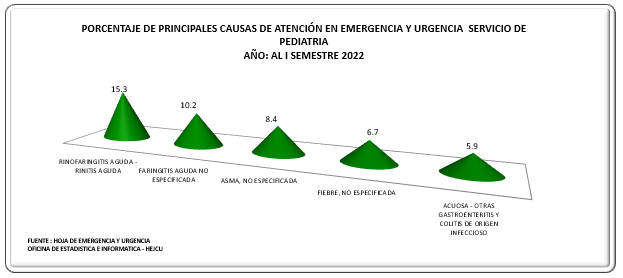 PORCENTAJE DE PRINCIPALES CAUSAS DE ATENCIÓN EN EMERGENCIA Y URGENCIA SERVICIO DE
PEDIATRIA
AÑO: AL I SEMESTRE 2022
15.3
10.2
8.4
6.7
5.9
RINOFARINGITIS AGUDA -
RINITIS AGUDA
FARINGITIS AGUDA NO
ESPECIFICADA
ASMA, NO ESPECIFICADA
FIEBRE, NO ESPECIFICADA
ACUOSA - OTRAS
GASTROENTERITIS Y
COLITIS DE ORIGEN
INFECCIOSO
FUENTE : HOJA DE EMERGENCIA Y URGENCIA
OFICINA DE ESTADISTICA E INFORMATICA - HEJCU